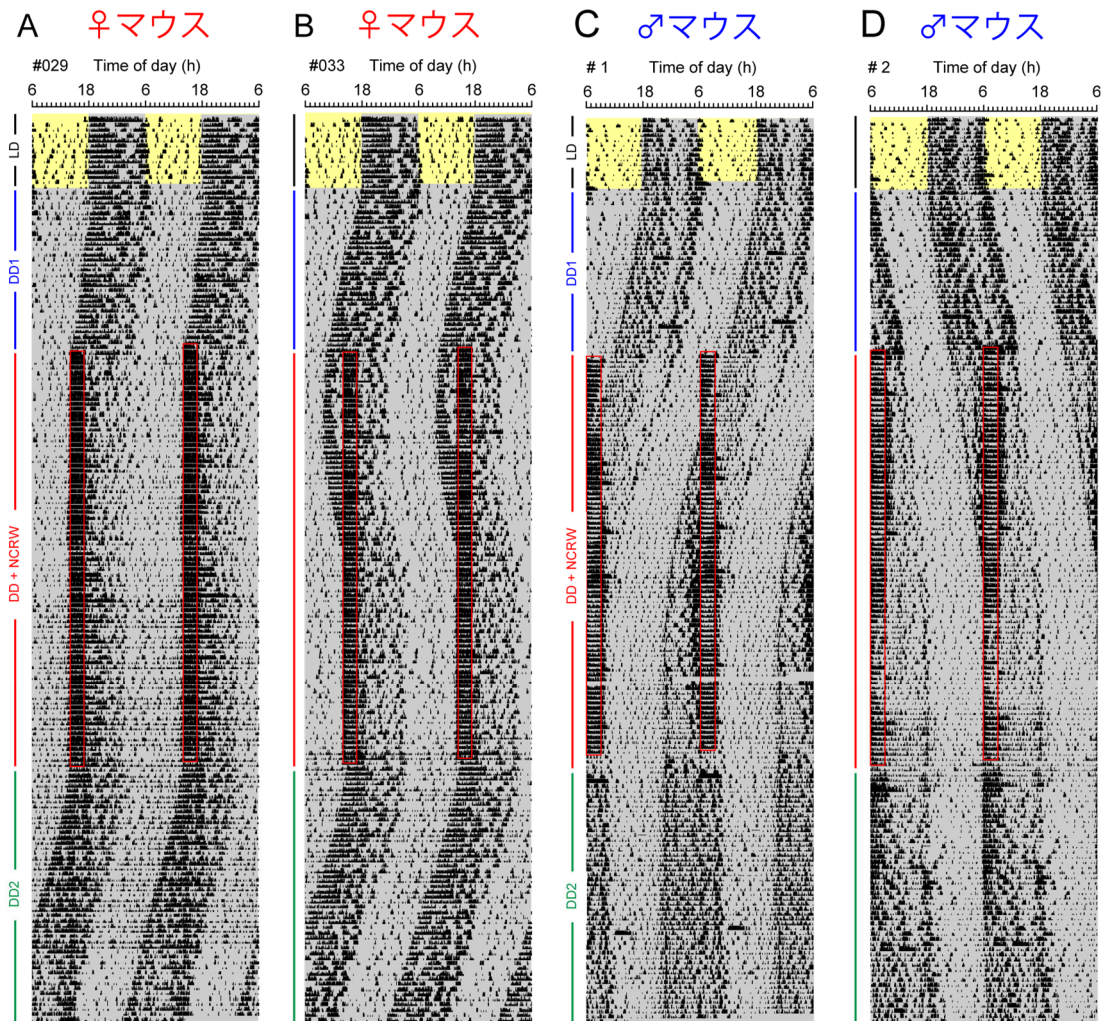 A ♀マウス
B ♀マウス
C ♂マウス
D ♂マウス
#029 Time of day (h)
#033 Time of day (h)
# 1 Time of day (h)
# 2 Time of day (h)
6 18 6 18 6
6 18 6 18 6
6 18 6 18 6
6 18 6 18 6
LD
DD1
DD + NCRW
DD2
LD
DD1
DD + NCRW
DD2